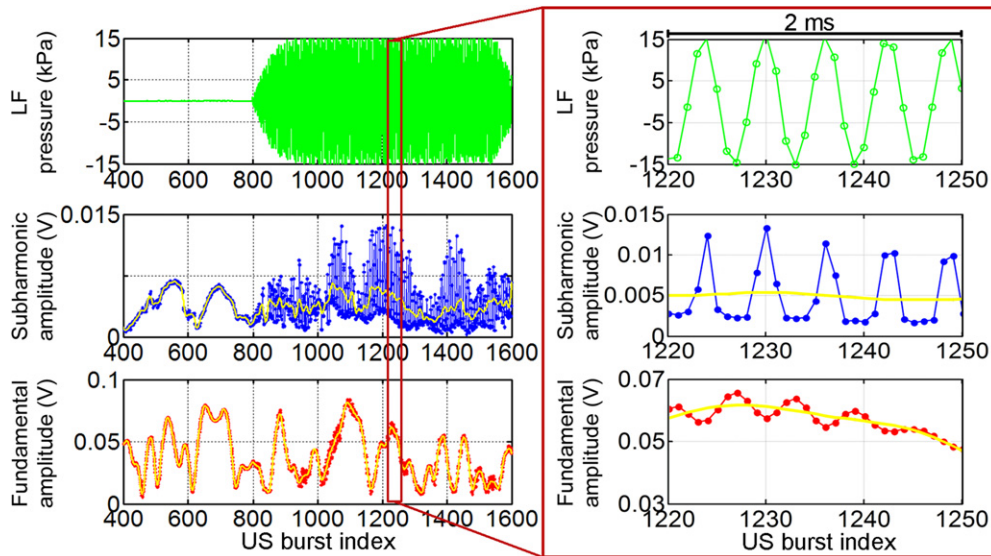 2 ms
LF
pressure (kPa)
15
5
-5
-15
400 600 800 1000 1200 1400 1600
LF
pressure (kPa)
15
5
-5
-15
1220 1230 1240 1250
Subharmonic
amplitude (V)
0.015
0
400 600 800 1000 1200 1400 1600
Subharmonic
amplitude (V)
0.015
0.010
0.005
0
1220 1230 1240 1250
Fundamental
amplitude (V)
0.1
0.05
0
400 600 800 1000 1200 1400 1600
US burst index
Fundamental
amplitude (V)
0.07
0.05
0.03
1220 1230 1240 1250
US burst index